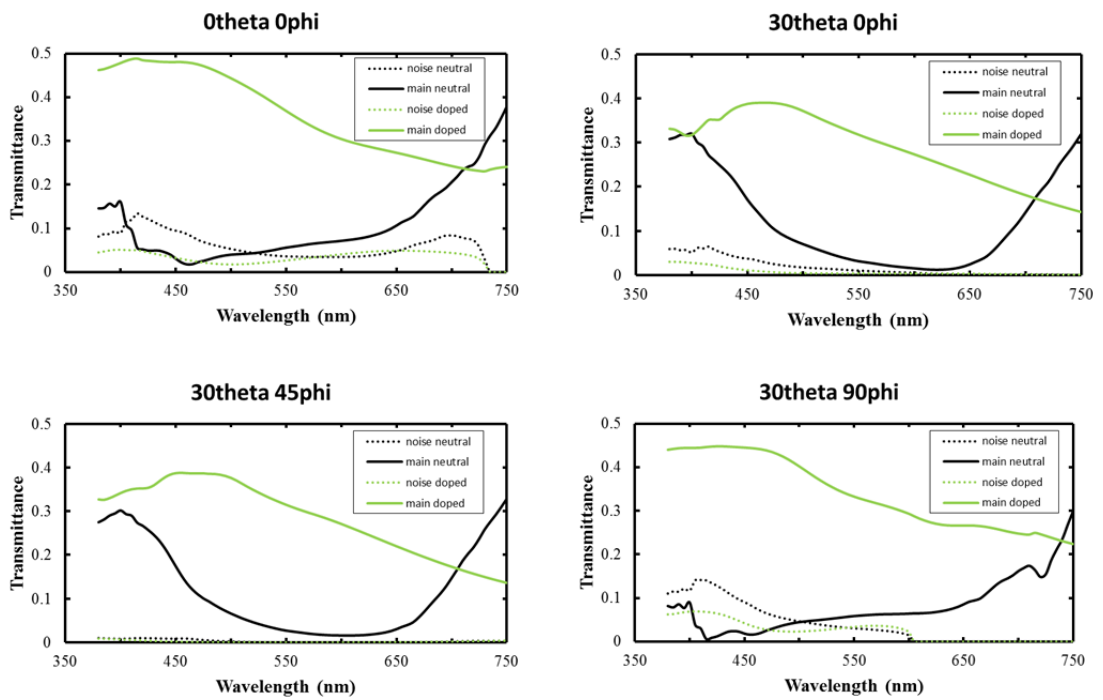 0theta 0phi
0.5
0.4
0.3
0.2
0.1
0
Transmittance
noise neutral
main neutral
noise doped
main doped
350
450
550
650
750
Wavelength (nm)
30theta 0phi
0.5
0.4
0.3
0.2
0.1
0
Transmittance
noise neutral
main neutral
noise doped
main doped
350
450
550
650
750
Wavelength (nm)
30theta 45phi
0.5
0.4
0.3
0.2
0.1
0
Transmittance
noise neutral
main neutral
noise doped
main doped
350
450
550
650
750
Wavelength (nm)
30theta 90phi
0.5
0.4
0.3
0.2
0.1
0
Transmittance
noise neutral
main neutral
noise doped
main doped
350
450
550
650
750
Wavelength (nm)